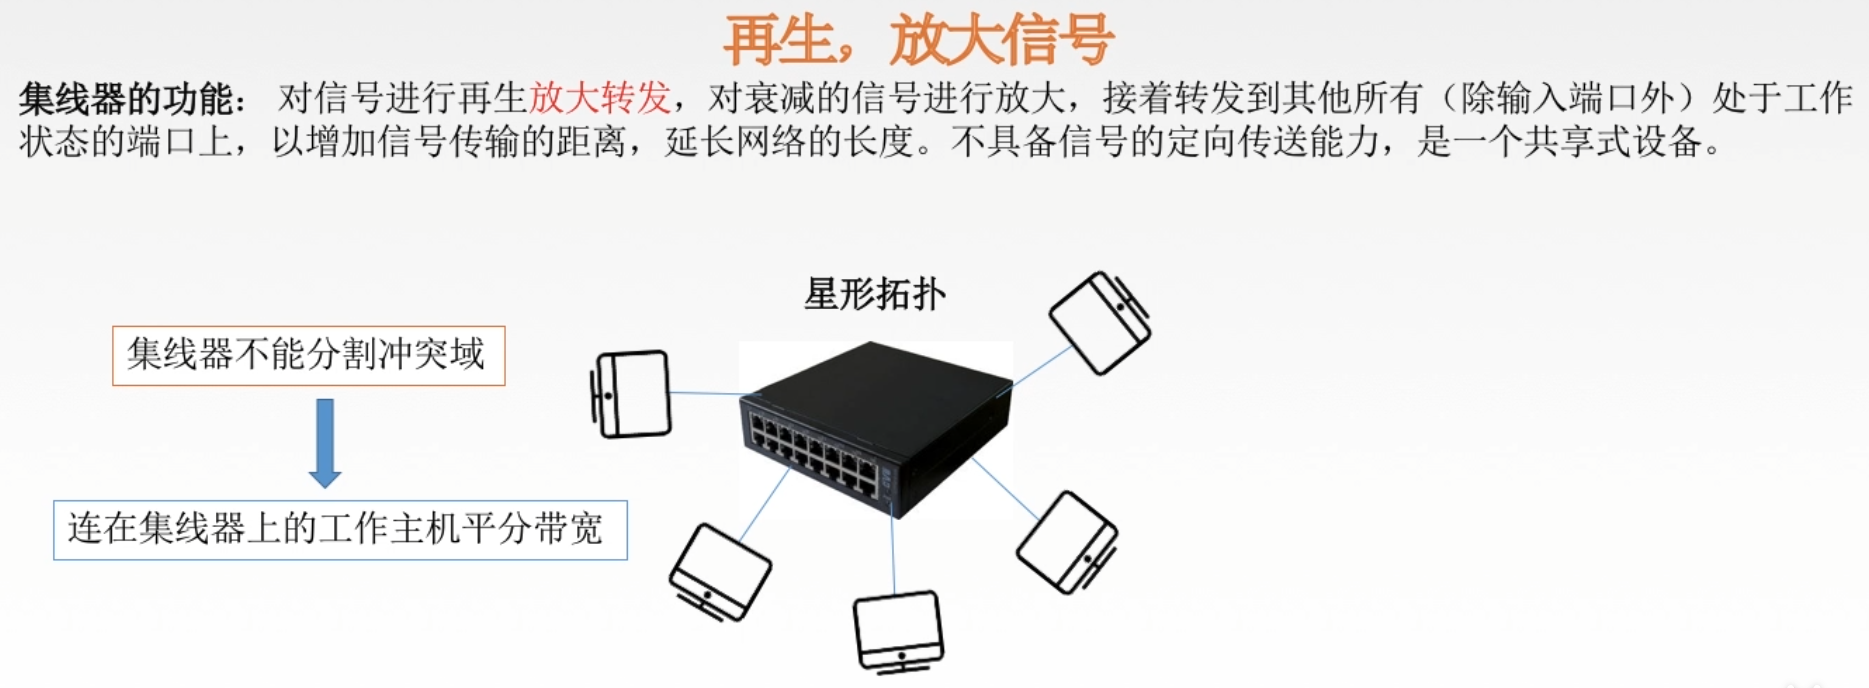 再生，放大信号
集线器的功能： 对信号进行再生放大转发，对衰减的信号进行放大，接着转发到其他所有（除输入端口外）处于工作
状态的端口上，以增加信号传输的距离，延长网络的长度。不具备信号的定向传送能力，是一个共享式设备。
星形拓扑
集线器不能分割冲突域
连在集线器上的工作主机平分带宽